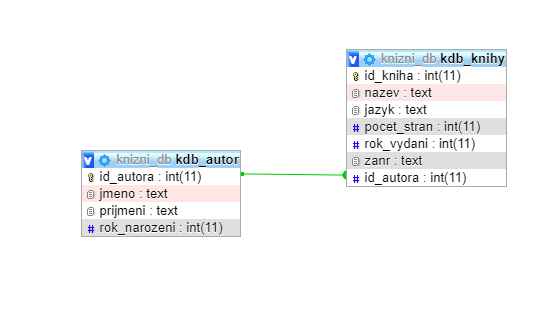 knizni_db kdb_knihy
id_kniha : int(11)
nazev : text
jazyk : text
pocet_stran : int(11)
rok_vydani : int(11)
zanr : text
id_autora : int(11)
knizni_db kdb_autor
id_autora : int(11)
jmeno : text
prijmeni : text
rok_narozeni : int(11)